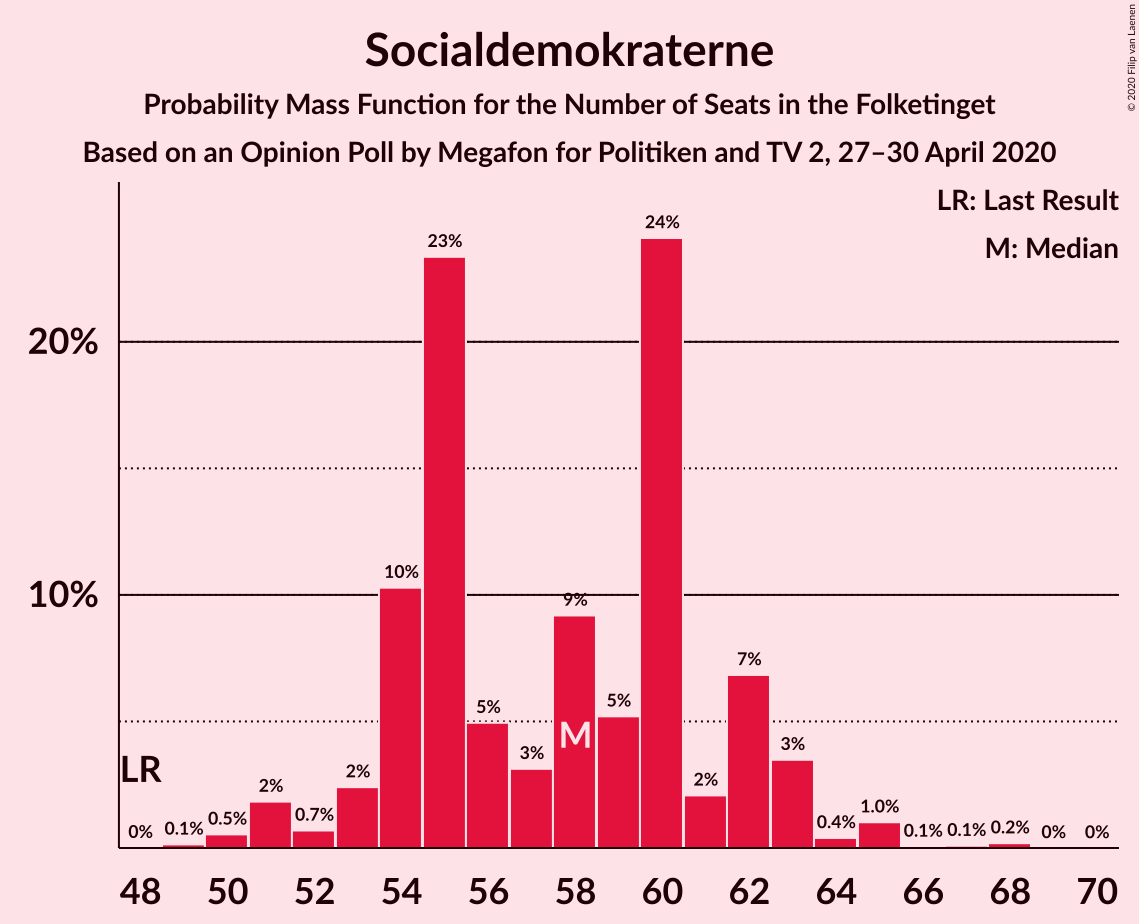 Socialdemokraterne
Probability Mass Function for the Number of Seats in the Folketinget
Based on an Opinion Poll by Megafon for Politiken and TV 2, 27–30 April 2020
© 2020 Filip van Laenen
LR: Last Result
M: Median
20%
10%
LR
M
0%
0.1%
0.5%
2%
0.7%
2%
10%
23%
5%
3%
9%
5%
24%
2%
7%
3%
0.4%
1.0%
0.1%
0.1%
0.2%
0%
0%
48 50 52 54 56 58 60 62 64 66 68 70